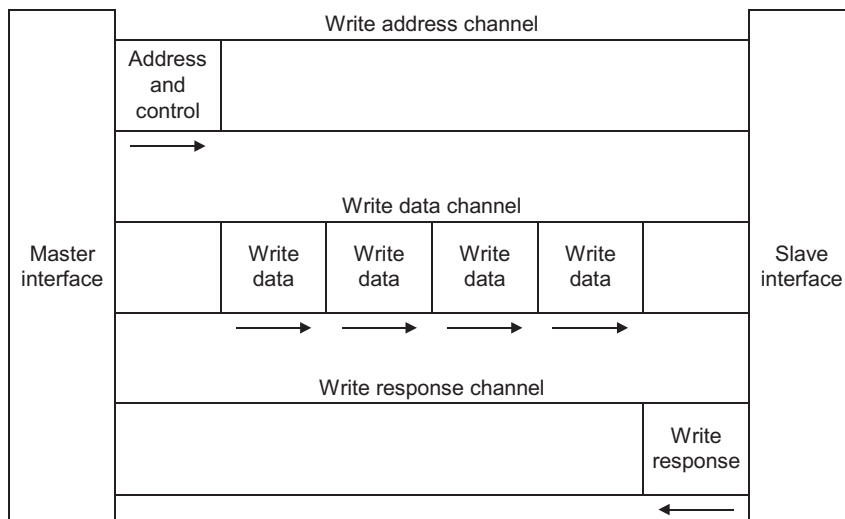 Write address channel
Address
and
control
Write data channel
Master
interface
Write
data
Write
data
Write
data
Write
data
Slave
interface
Write response channel
Write
response